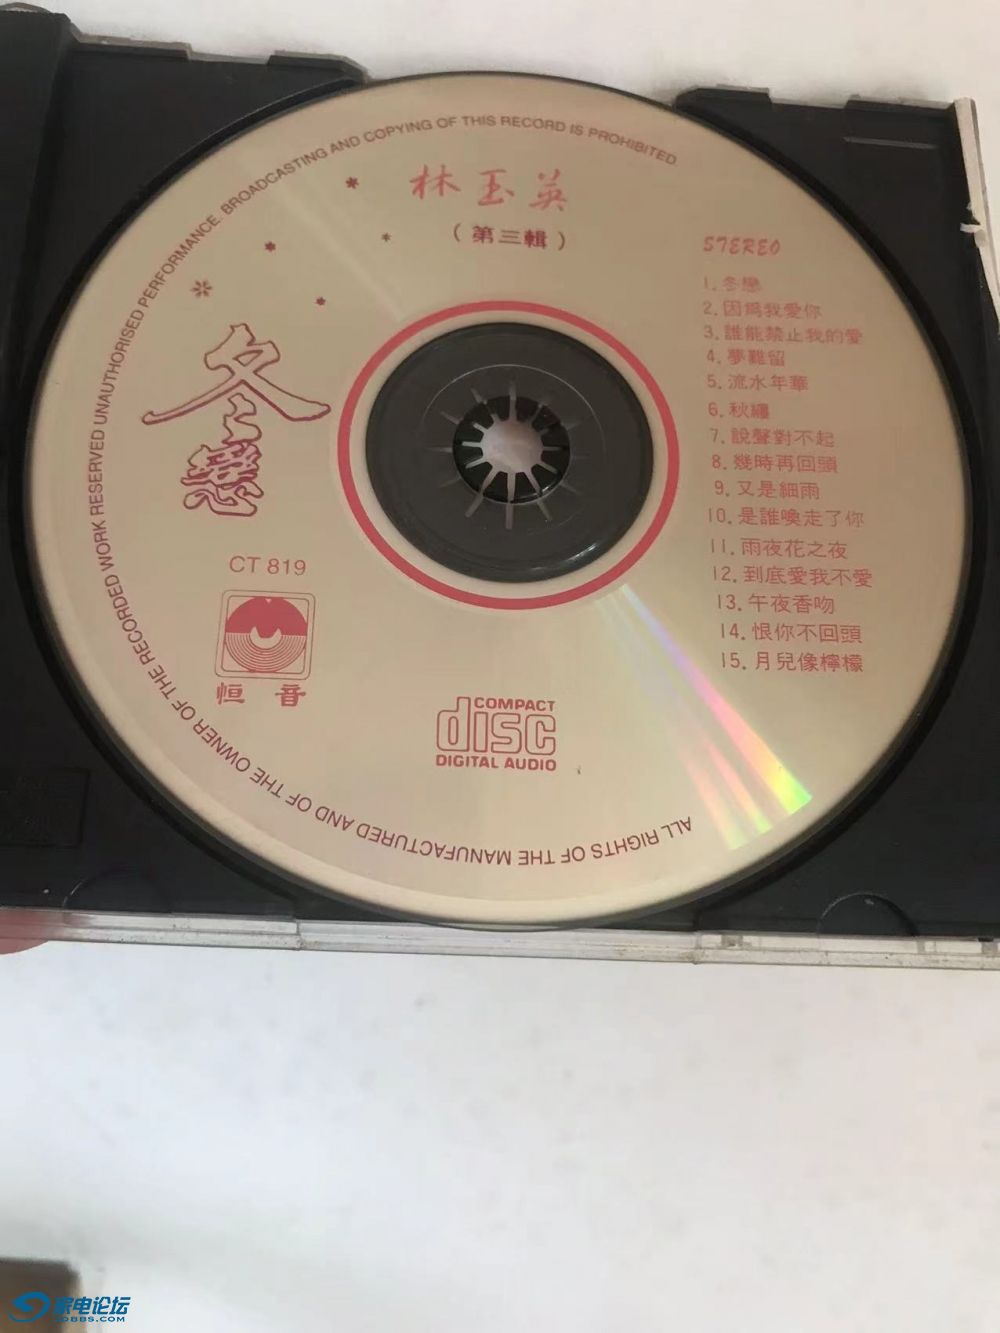 ALL RIGHTS OF THE MANUFACTURED AND OF THE OWNER OF THE RECORDED WORK RESERVED UNAUTHORISED PERFORMANCE. BROADCASTING AND COPYING OF THIS RECORD IS PROHIBITED.
林玉英
(第三輯)
冬戀
CT 819
恒音
STEREO
1. 冬戀
2. 因爲我愛你
3. 誰能禁止我的愛
4. 夢難留
5. 流水年華
6. 秋纏
7. 說聲對不起
8. 幾時再回頭
9. 又是細雨
10. 是誰喚走了你
11. 雨夜花之夜
12. 到底愛我不愛
13. 午夜香吻
14. 恨你不回頭
15. 月兒像檸檬
COMPACT
disc
DIGITAL AUDIO
家电论坛
JDBBS.COM